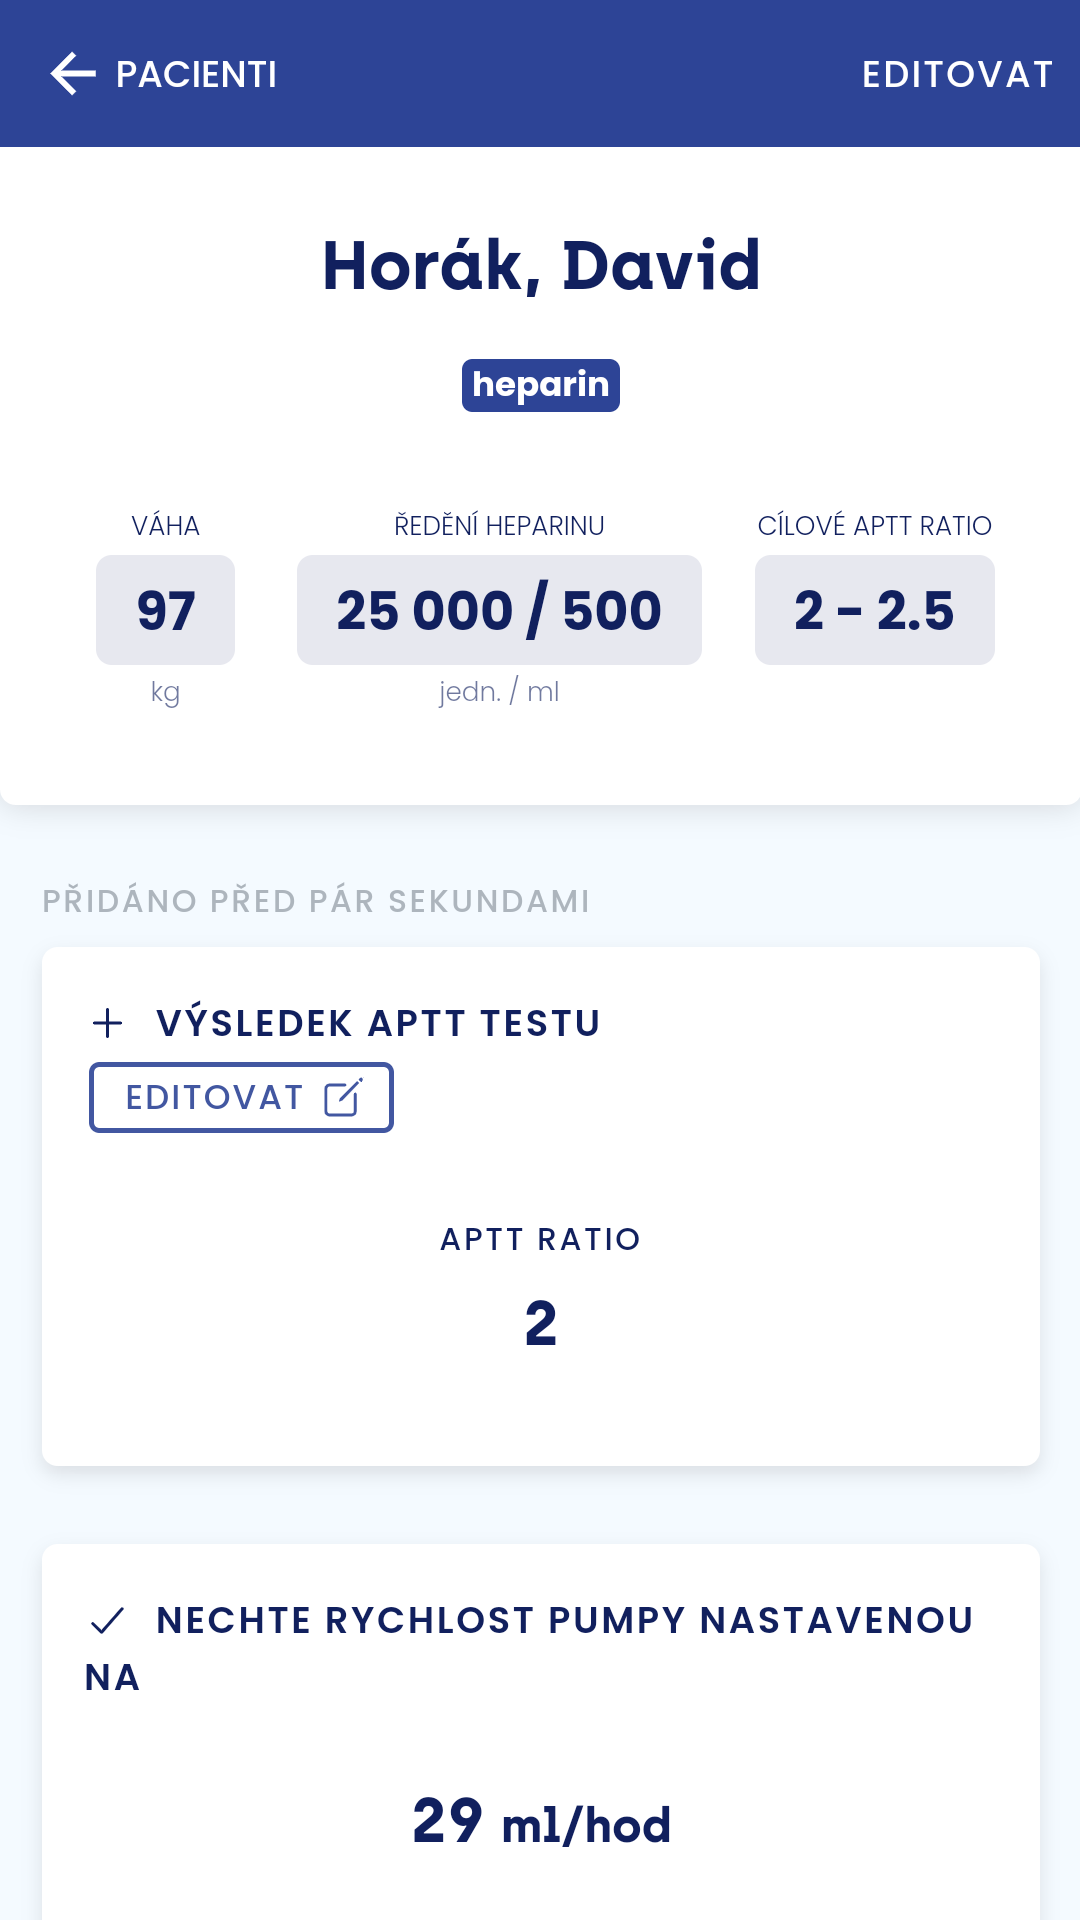 PACIENTI
EDITOVAT
Horák, David
heparin
VÁHA
ŘEDĚNÍ HEPARINU
CÍLOVÉ APTT RATIO
97
25 000 / 500
2 - 2.5
kg
jedn. / ml
PŘIDÁNO PŘED PÁR SEKUNDAMI
VÝSLEDEK APTT TESTU
EDITOVAT
APTT RATIO
2
NECHTE RYCHLOST PUMPY NASTAVENOU
NA
29 ml/hod